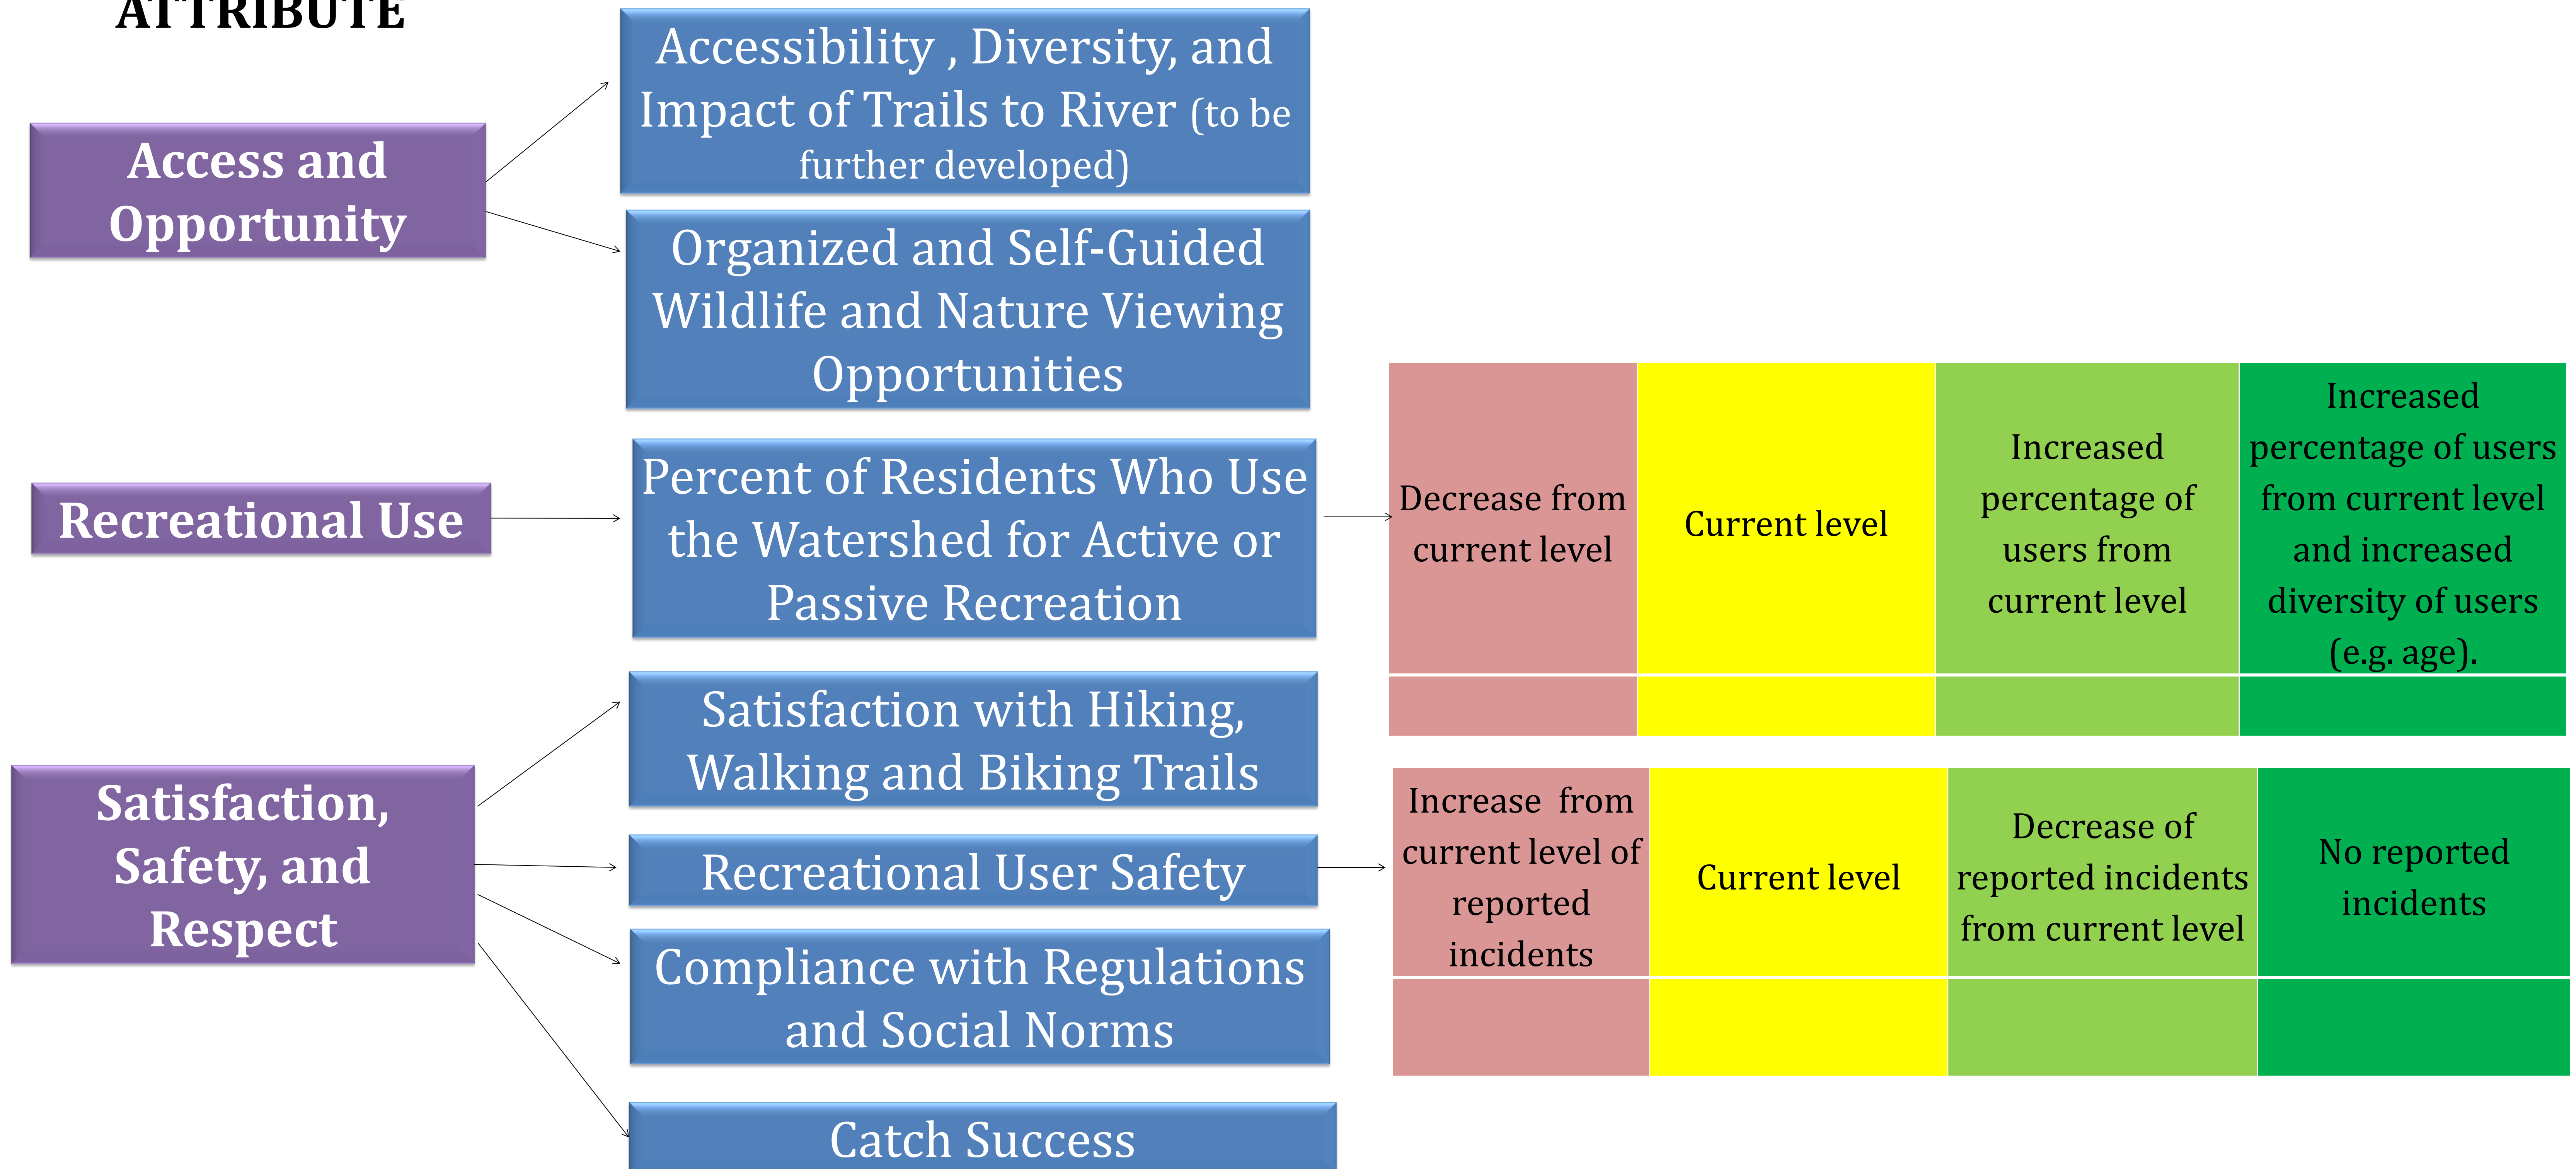 ATTRIBUTE
Access and
Opportunity
Accessibility , Diversity, and
Impact of Trails to River (to be
further developed)
Organized and Self-Guided
Wildlife and Nature Viewing
Opportunities
Recreational Use
Percent of Residents Who Use
the Watershed for Active or
Passive Recreation
Decrease from
current level
Current level
Increased
percentage of
users from
current level
Increased
percentage of users
from current level
and increased
diversity of users
(e.g. age).
Satisfaction,
Safety, and
Respect
Satisfaction with Hiking,
Walking and Biking Trails
Recreational User Safety
Increase  from
current level of
reported
incidents
Current level
Decrease of
reported incidents
from current level
No reported
incidents
Compliance with Regulations
and Social Norms
Catch Success